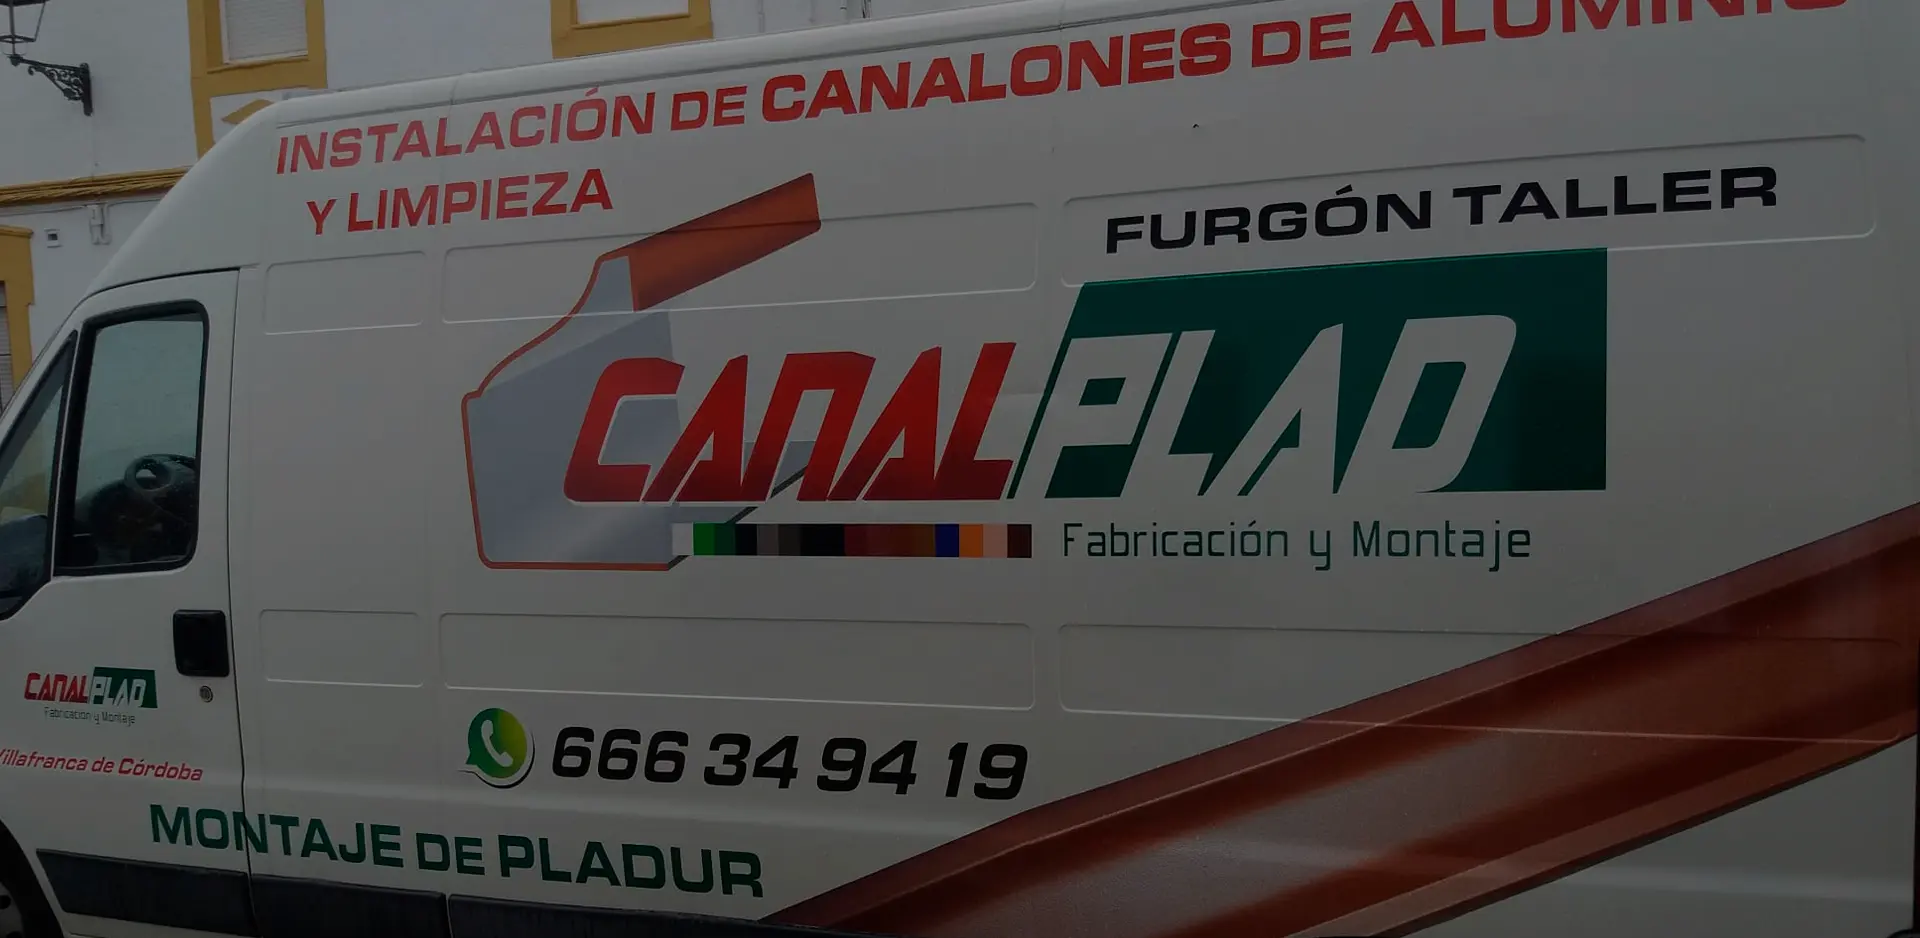 INSTALACIÓN DE CANALONES DE ALUMINIO
Y LIMPIEZA
FURGÓN TALLER
CANALPLAD
Fabricación y Montaje
CANALPLAD
Fabricación y Montaje
Villafranca de Córdoba
666 34 94 19
MONTAJE DE PLADUR